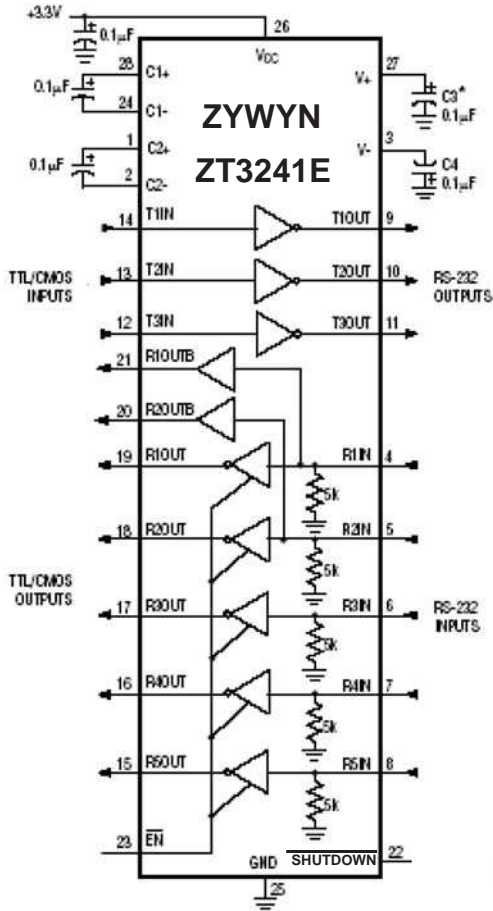 +3.3V
26
0.1µF
VCC
28 C1+
V+ 27
0.1µF
C3*
0.1µF
24 C1-
ZYWYN
1 C2+
V- 3
0.1µF
C4
0.1µF
2 C2-
ZT3241E
14 T1IN
T1OUT 9
TTL/CMOS
INPUTS
13 T2IN
T2OUT 10
RS-232
OUTPUTS
12 T3IN
T3OUT 11
21 R1OUTB
20 R2OUTB
19 R1OUT
R1IN 4
5k
18 R2OUT
R2IN 5
5k
TTL/CMOS
OUTPUTS
17 R3OUT
R3IN 6
RS-232
INPUTS
5k
16 R4OUT
R4IN 7
5k
15 R5OUT
R5IN 8
5k
23 EN
GND
SHUTDOWN 22
25